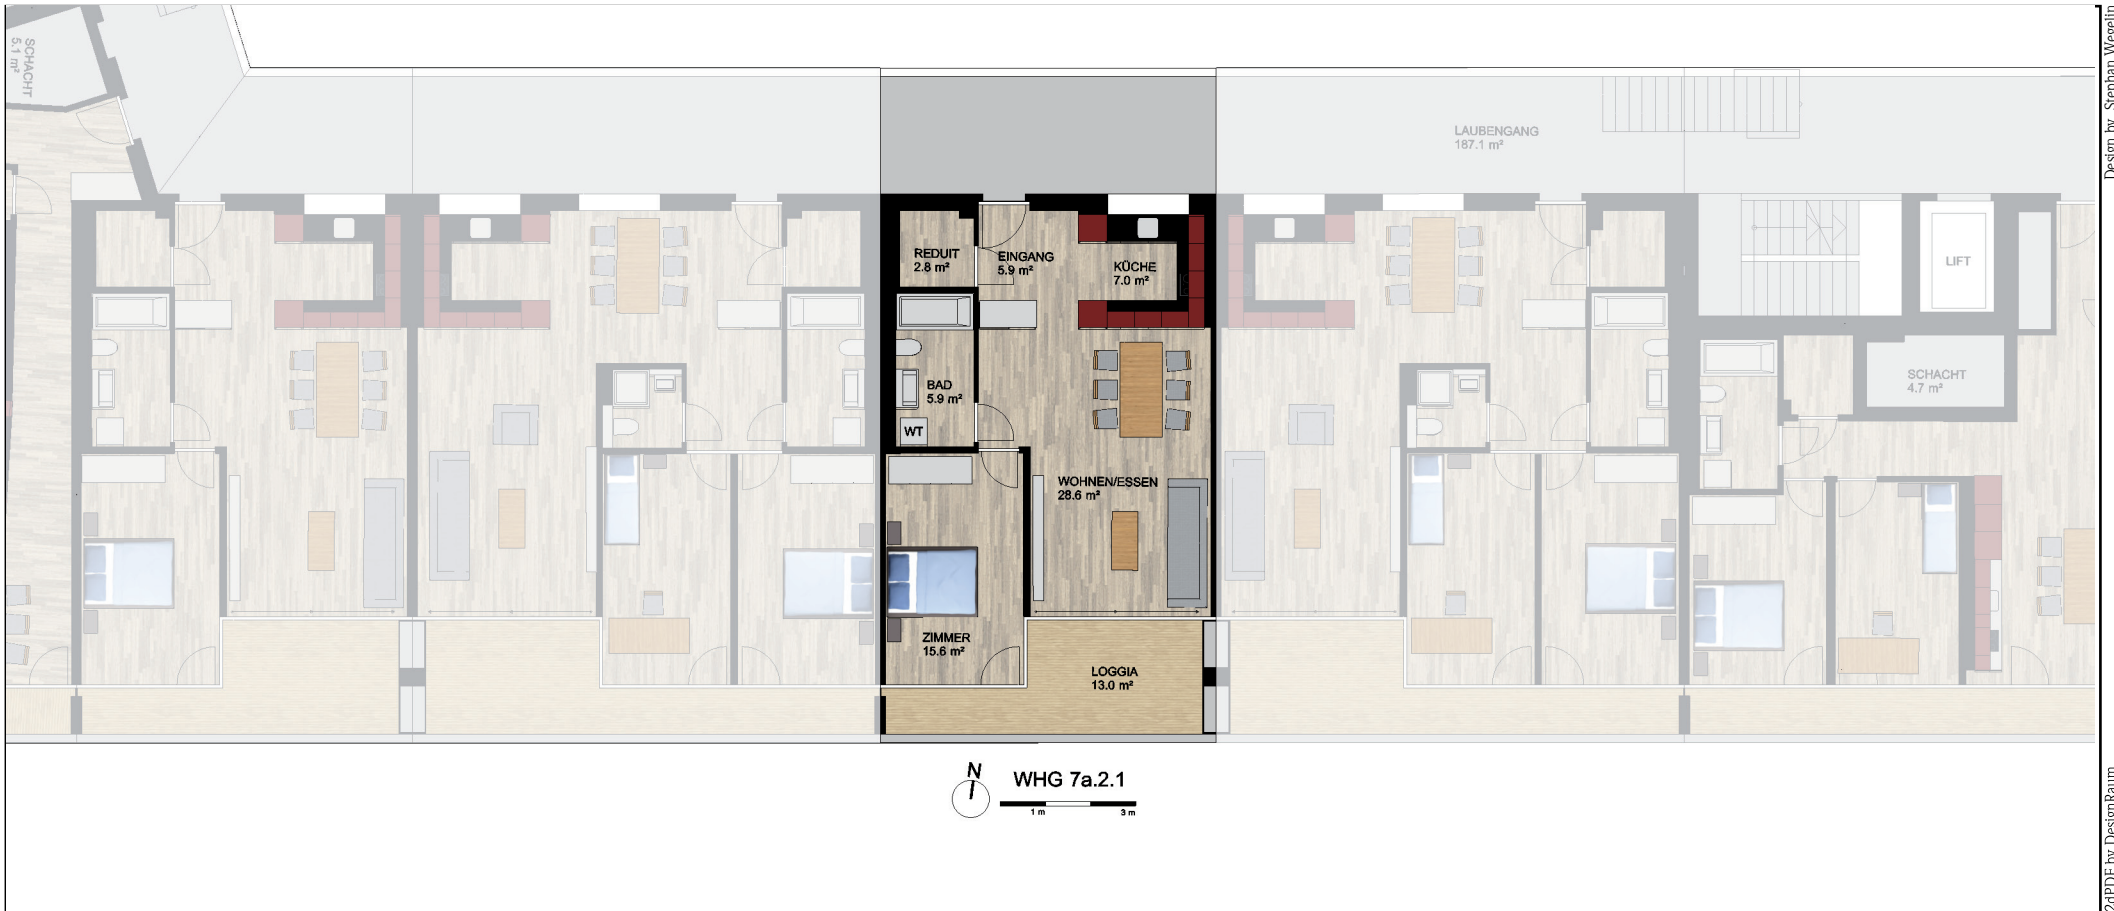 SCHACHT
5.1 m²
LAUBENGANG
187.1 m²
REDUIT
2.8 m²
EINGANG
5.9 m²
KÜCHE
7.0 m²
LIFT
BAD
5.9 m²
WT
SCHACHT
4.7 m²
WOHNEN/ESSEN
28.6 m²
ZIMMER
15.6 m²
LOGGIA
13.0 m²
N
WHG 7a.2.1
1 m
3 m
Design by Stephan Wegelin
2dPDF by DesignRaum